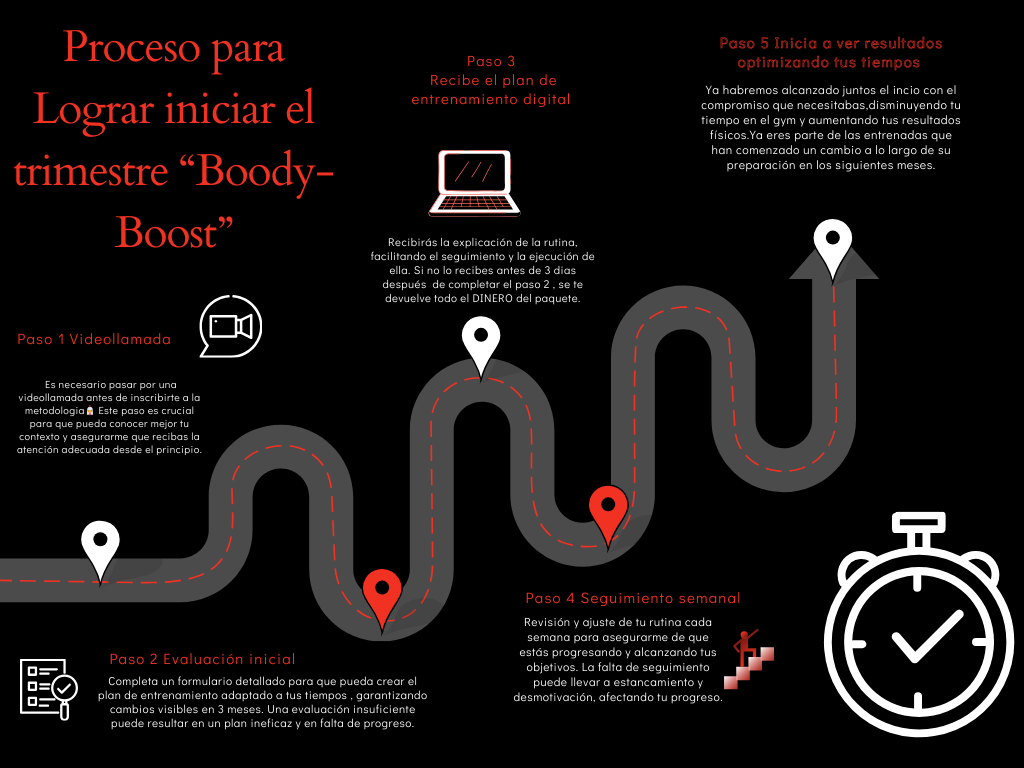 Proceso para
Lograr iniciar el
trimestre “Boody-
Boost”
Paso 1 Videollamada
Es necesario pasar por una
videollamada antes de inscribirte a la
metodologia Este paso es crucial
para que pueda conocer mejor tu
contexto y asegurarme que recibas la
atención adecuada desde el principio.
Paso 2 Evaluación inicial
Completa un formulario detallado para que pueda crear el
plan de entrenamiento adaptado a tus tiempos , garantizando
cambios visibles en 3 meses. Una evaluación insuficiente
puede resultar en un plan ineficaz y en falta de progreso.
Paso 3
Recibe el plan de
entrenamiento digital
Recibirás la explicación de la rutina,
facilitando el seguimiento y la ejecución de
ella. Si no lo recibes antes de 3 dias
después de completar el paso 2 , se te
devuelve todo el DINERO del paquete.
Paso 4 Seguimiento semanal
Revisión y ajuste de tu rutina cada
semana para asegurarme de que
estás progresando y alcanzando tus
objetivos. La falta de seguimiento
puede llevar a estancamiento y
desmotivación, afectando tu progreso.
Paso 5 Inicia a ver resultados
optimizando tus tiempos
Ya habremos alcanzado juntos el incio con el
compromiso que necesitabas,disminuyendo tu
tiempo en el gym y aumentando tus resultados
físicos.Ya eres parte de las entrenadas que
han comenzado un cambio a lo largo de su
preparación en los siguientes meses.